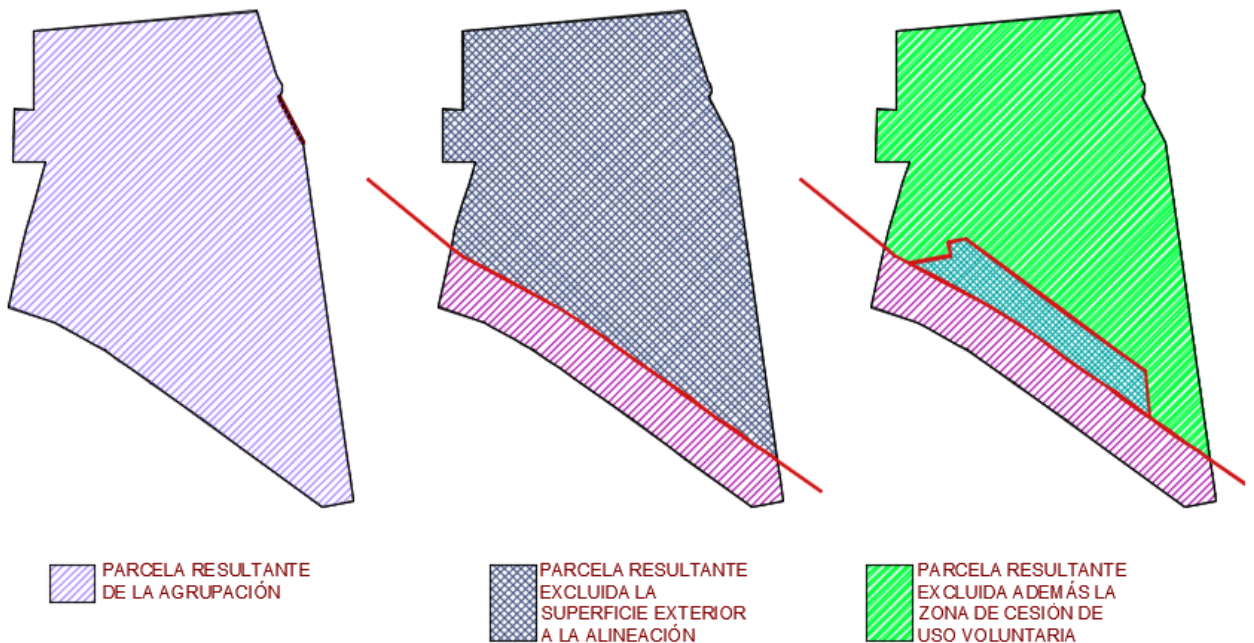 PARCELA RESULTANTE
DE LA AGRUPACIÓN
PARCELA RESULTANTE
EXCLUIDA LA
SUPERFICIE EXTERIOR
A LA ALINEACIÓN
PARCELA RESULTANTE
EXCLUIDA ADEMÁS LA
ZONA DE CESIÓN DE
USO VOLUNTARIA